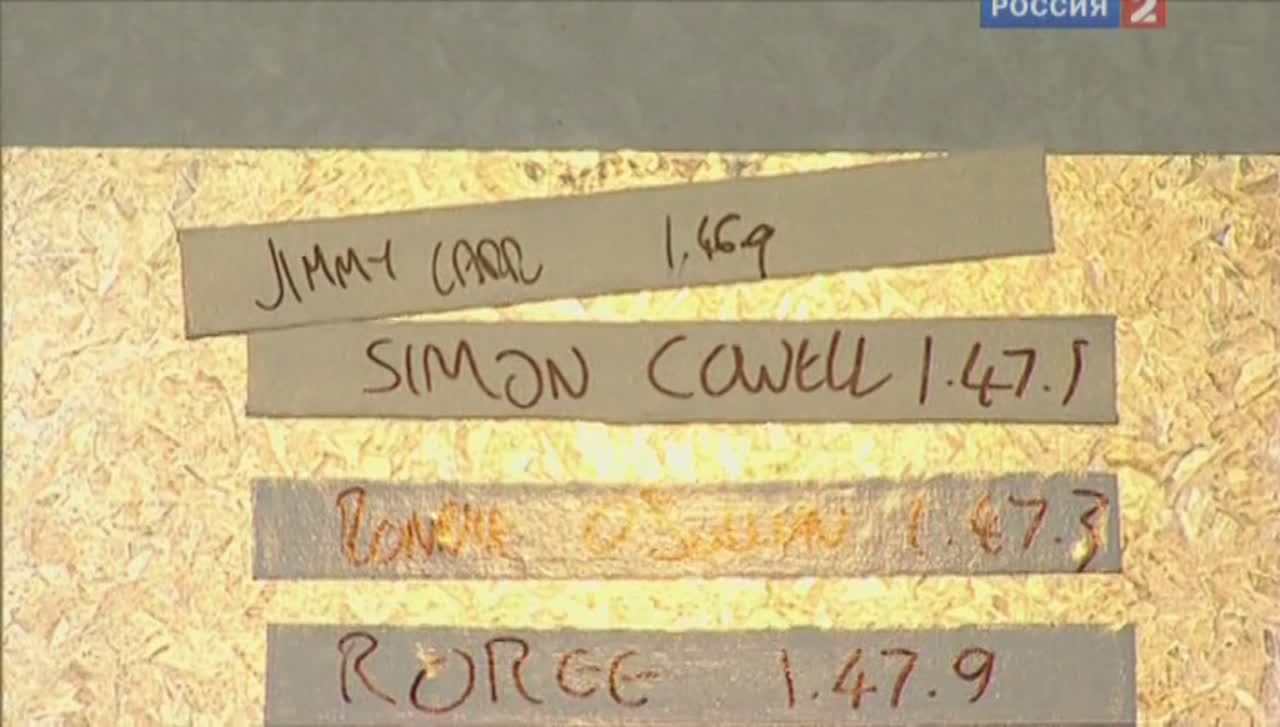 РОССИЯ 2
JIMMY CARR 1.46.9
SIMON COWELL 1.47.1
RONNIE O'SULLIVAN 1.47.3
ROREE 1.47.9